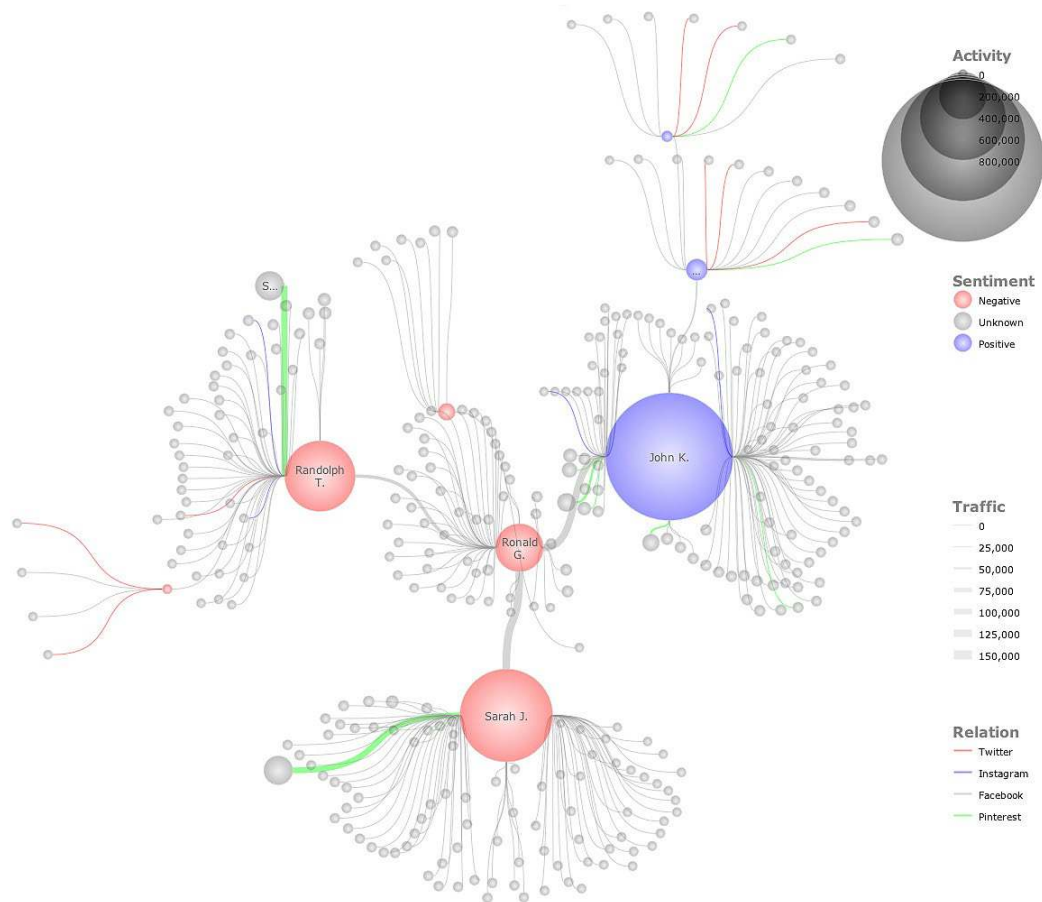 Activity
0
200,000
400,000
600,000
800,000
...
S...
Sentiment
Negative
Unknown
Positive
Randolph
T.
John K.
Ronald
G.
Traffic
0
25,000
50,000
75,000
100,000
125,000
150,000
Sarah J.
Relation
Twitter
Instagram
Facebook
Pinterest